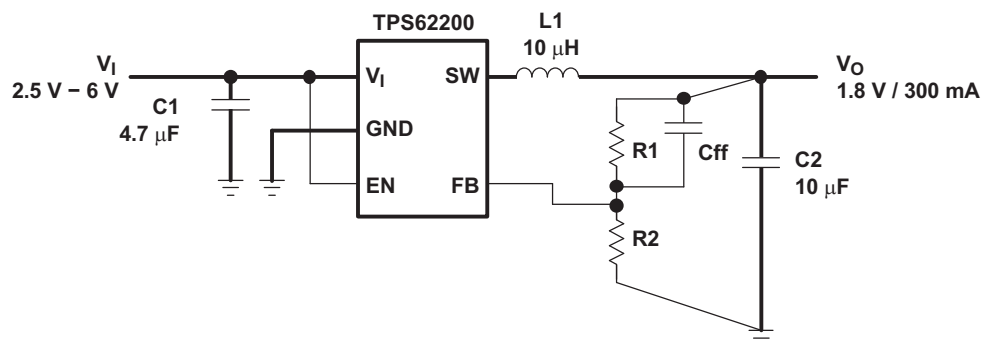 TPS62200
L1
10 μH
V_I
2.5 V − 6 V
C1
4.7 μF
V_I
SW
GND
EN
FB
R1
Cff
R2
V_O
1.8 V / 300 mA
C2
10 μF